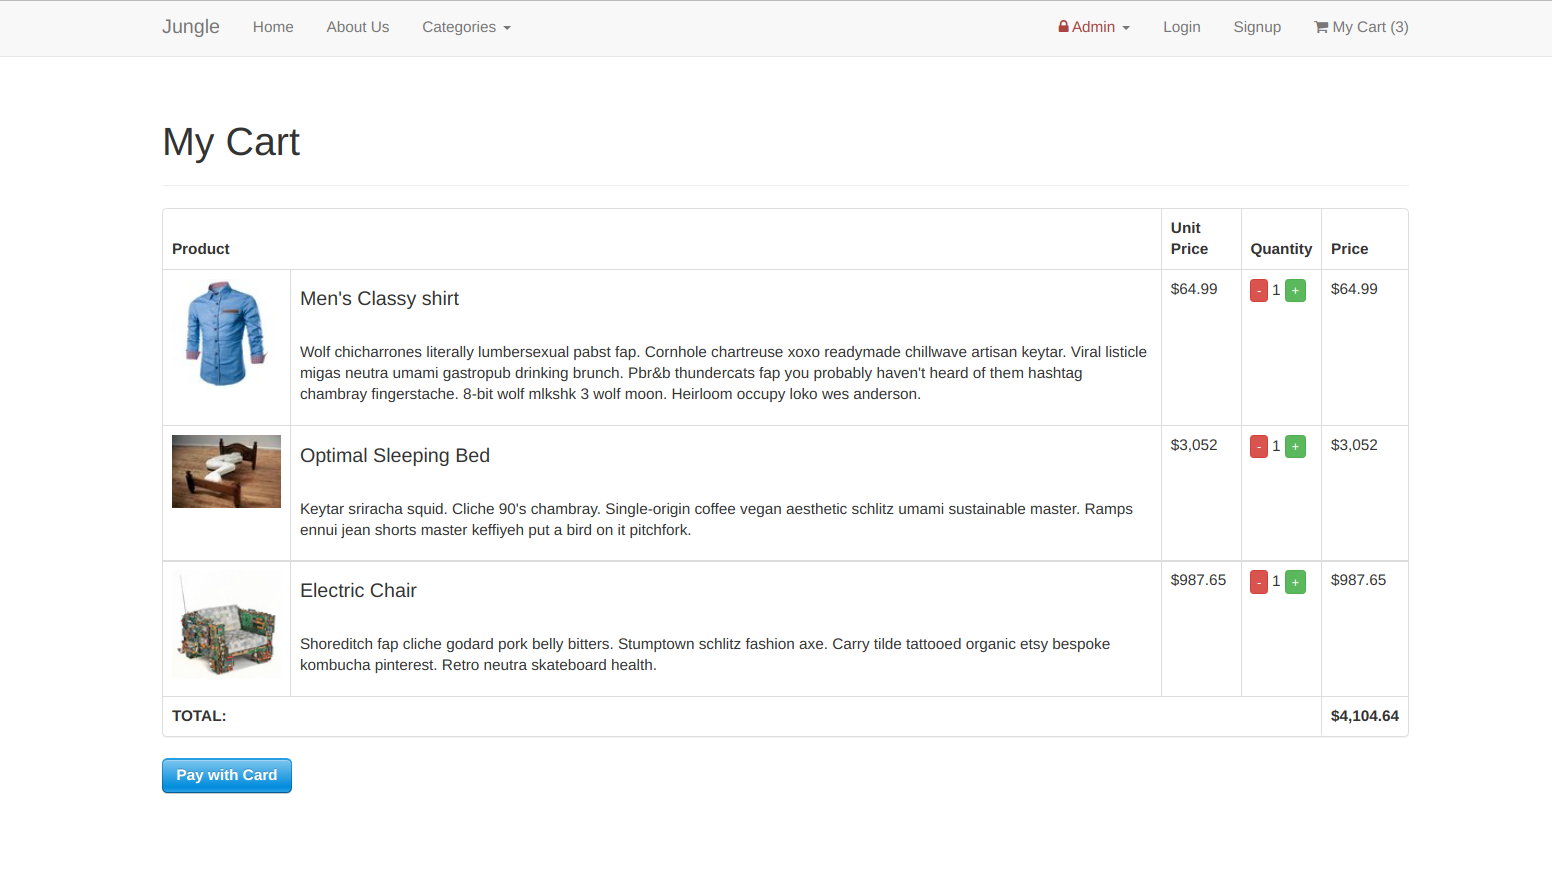 Jungle Home About Us Categories Admin Login Signup My Cart (3)
My Cart
Product Unit Price Quantity Price
Men's Classy shirt $64.99 - 1 + $64.99
Wolf chicharrones literally lumbersexual pabst fap. Cornhole chartreuse xoxo readymade chillwave artisan keytar. Viral listicle
migas neutra umami gastropub drinking brunch. Pbr&b thundercats fap you probably haven't heard of them hashtag
chambray fingerstache. 8-bit wolf mlkshk 3 wolf moon. Heirloom occupy loko wes anderson.
Optimal Sleeping Bed $3,052 - 1 + $3,052
Keytar sriracha squid. Cliche 90's chambray. Single-origin coffee vegan aesthetic schlitz umami sustainable master. Ramps
ennui jean shorts master keffiyeh put a bird on it pitchfork.
Electric Chair $987.65 - 1 + $987.65
Shoreditch fap cliche godard pork belly bitters. Stumptown schlitz fashion axe. Carry tilde tattooed organic etsy bespoke
kombucha pinterest. Retro neutra skateboard health.
TOTAL: $4,104.64
Pay with Card